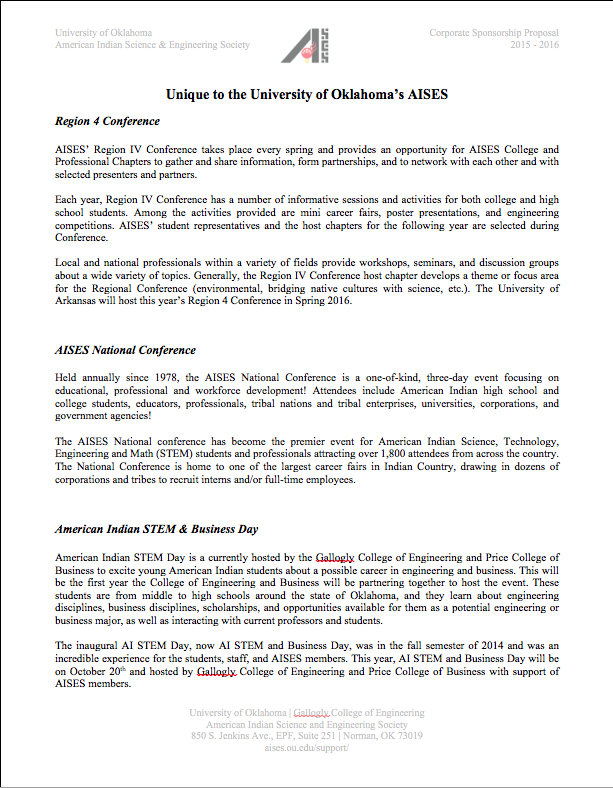 University of Oklahoma
American Indian Science & Engineering Society
AISES
Corporate Sponsorship Proposal
2015 - 2016
Unique to the University of Oklahoma's AISES
Region 4 Conference
AISES' Region IV Conference takes place every spring and provides an opportunity for AISES College and
Professional Chapters to gather and share information, form partnerships, and to network with each other and with
selected presenters and partners.
Each year, Region IV Conference has a number of informative sessions and activities for both college and high
school students. Among the activities provided are mini career fairs, poster presentations, and engineering
competitions. AISES' student representatives and the host chapters for the following year are selected during
Conference.
Local and national professionals within a variety of fields provide workshops, seminars, and discussion groups
about a wide variety of topics. Generally, the Region IV Conference host chapter develops a theme or focus area
for the Regional Conference (environmental, bridging native cultures with science, etc.). The University of
Arkansas will host this year's Region 4 Conference in Spring 2016.
AISES National Conference
Held annually since 1978, the AISES National Conference is a one-of-kind, three-day event focusing on
educational, professional and workforce development! Attendees include American Indian high school and
college students, educators, professionals, tribal nations and tribal enterprises, universities, corporations, and
government agencies!
The AISES National conference has become the premier event for American Indian Science, Technology,
Engineering and Math (STEM) students and professionals attracting over 1,800 attendees from across the country.
The National Conference is home to one of the largest career fairs in Indian Country, drawing in dozens of
corporations and tribes to recruit interns and/or full-time employees.
American Indian STEM & Business Day
American Indian STEM Day is a currently hosted by the Gallogly College of Engineering and Price College of
Business to excite young American Indian students about a possible career in engineering and business. This will
be the first year the College of Engineering and Business will be partnering together to host the event. These
students are from middle to high schools around the state of Oklahoma, and they learn about engineering
disciplines, business disciplines, scholarships, and opportunities available for them as a potential engineering or
business major, as well as interacting with current professors and students.
The inaugural AI STEM Day, now AI STEM and Business Day, was in the fall semester of 2014 and was an
incredible experience for the students, staff, and AISES members. This year, AI STEM and Business Day will be
on October 20th and hosted by Gallogly College of Engineering and Price College of Business with support of
AISES members.
University of Oklahoma | Gallogly College of Engineering
American Indian Science and Engineering Society
850 S. Jenkins Ave., EPF, Suite 251 | Norman, OK 73019
aises.ou.edu/support/